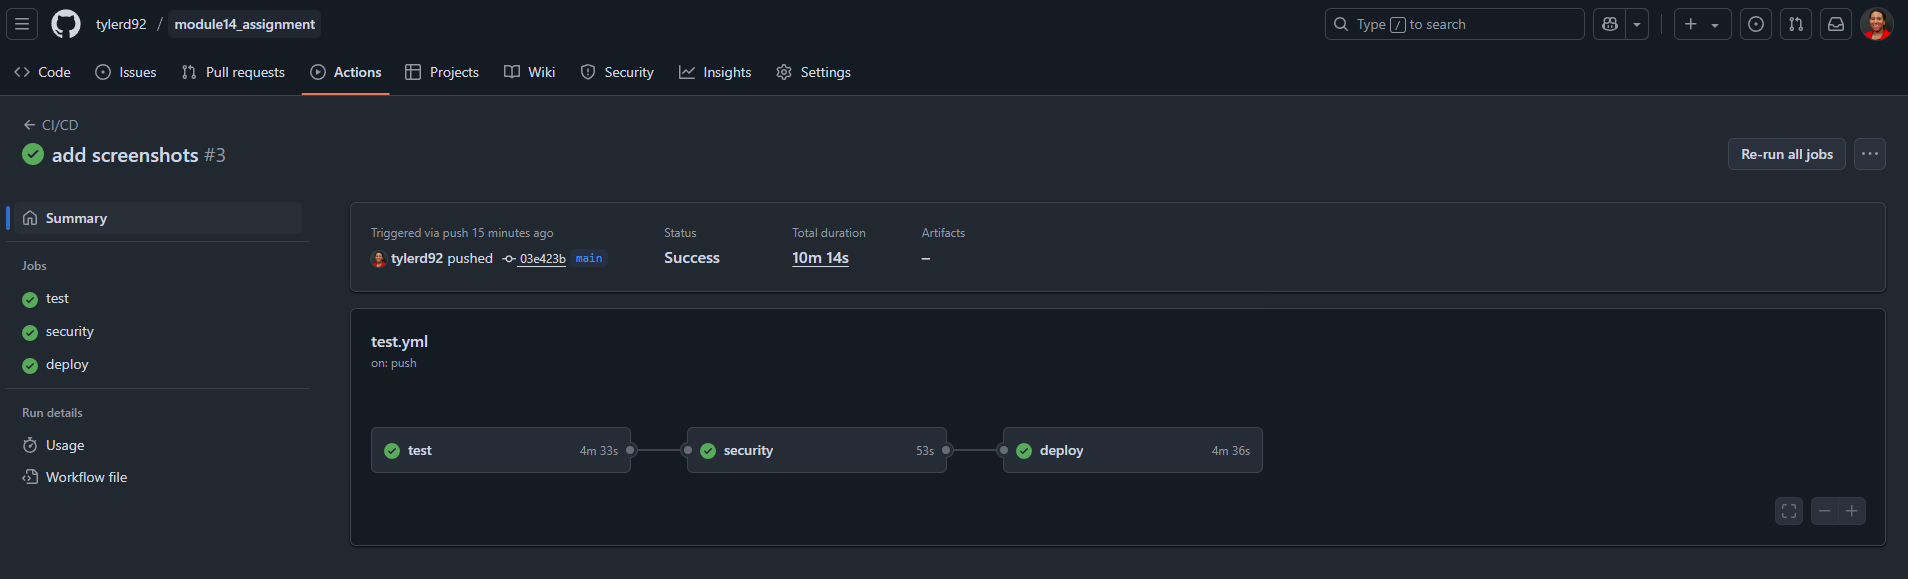 tylerd92 / module14_assignment
Type / to search
Code Issues Pull requests Actions Projects Wiki Security Insights Settings
CI/CD
add screenshots #3
Re-run all jobs
Summary
Jobs
test
security
deploy
Run details
Usage
Workflow file
Triggered via push 15 minutes ago
tylerd92 pushed 03e423b main
Status
Success
Total duration
10m 14s
Artifacts
–
test.yml
on: push
test 4m 33s
security 53s
deploy 4m 36s